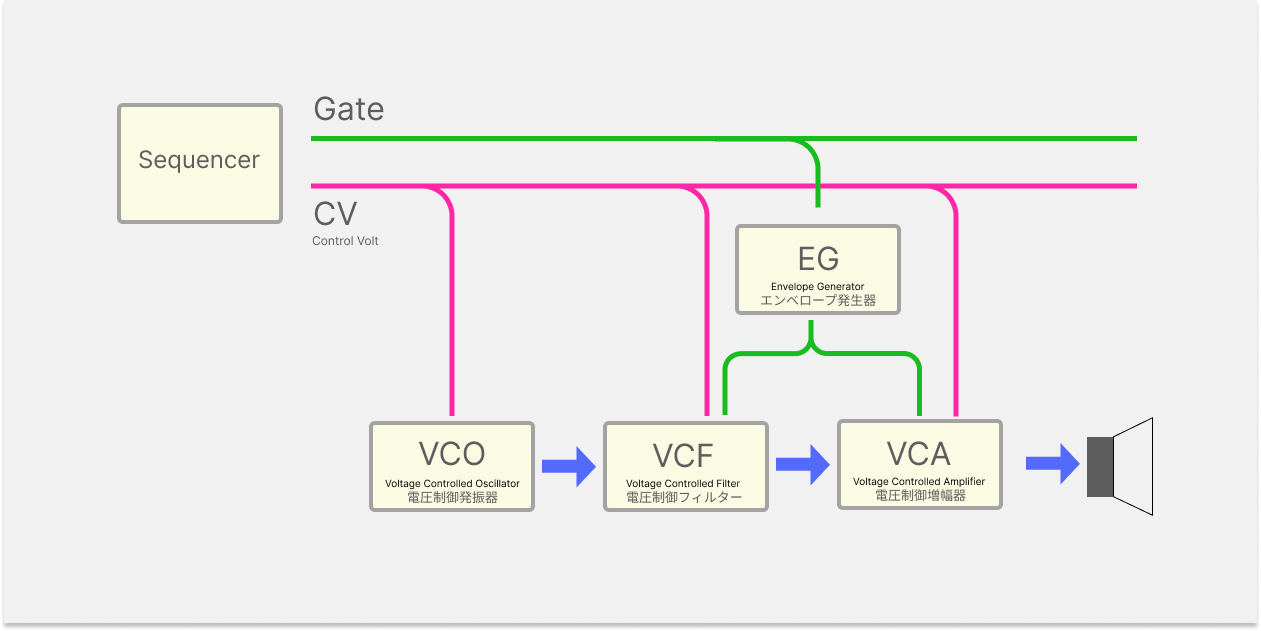 Gate
Sequencer
CV
Control Volt
EG
Envelope Generator
エンベロープ発生器
VCO
Voltage Controlled Oscillator
電圧制御発振器
VCF
Voltage Controlled Filter
電圧制御フィルター
VCA
Voltage Controlled Amplifier
電圧制御増幅器